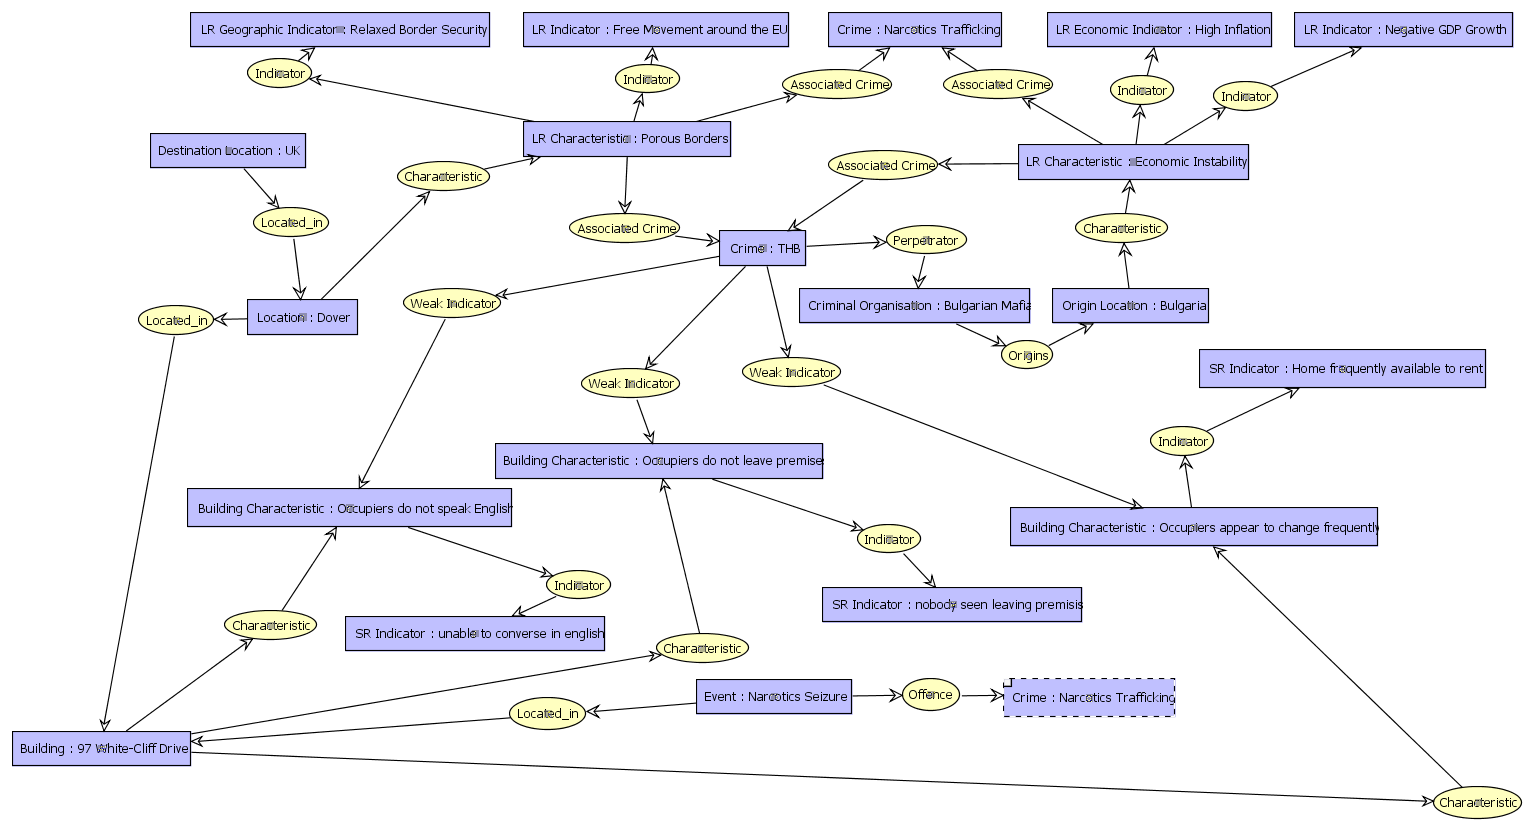 LR Geographic Indicator : Relaxed Border Security
LR Indicator : Free Movement around the EU
Crime : Narcotics Trafficking
LR Economic Indicator : High Inflation
LR Indicator : Negative GDP Growth
Indicator
Indicator
Associated Crime
Associated Crime
Indicator
Indicator
LR Characteristic : Porous Borders
Destination Location : UK
Characteristic
Associated Crime
LR Characteristic : Economic Instability
Located_in
Associated Crime
Crime : THB
Perpetrator
Characteristic
Located_in
Location : Dover
Weak Indicator
Criminal Organisation : Bulgarian Mafia
Origin Location : Bulgaria
Origins
Weak Indicator
Weak Indicator
SR Indicator : Home frequently available to rent
Indicator
Building Characteristic : Occupiers do not leave premises
Building Characteristic : Occupiers do not speak English
Indicator
Building Characteristic : Occupiers appear to change frequently
Indicator
SR Indicator : nobody seen leaving premisis
Characteristic
SR Indicator : unable to converse in english
Characteristic
Event : Narcotics Seizure
Offence
Crime : Narcotics Trafficking
Located_in
Building : 97 White-Cliff Drive
Characteristic